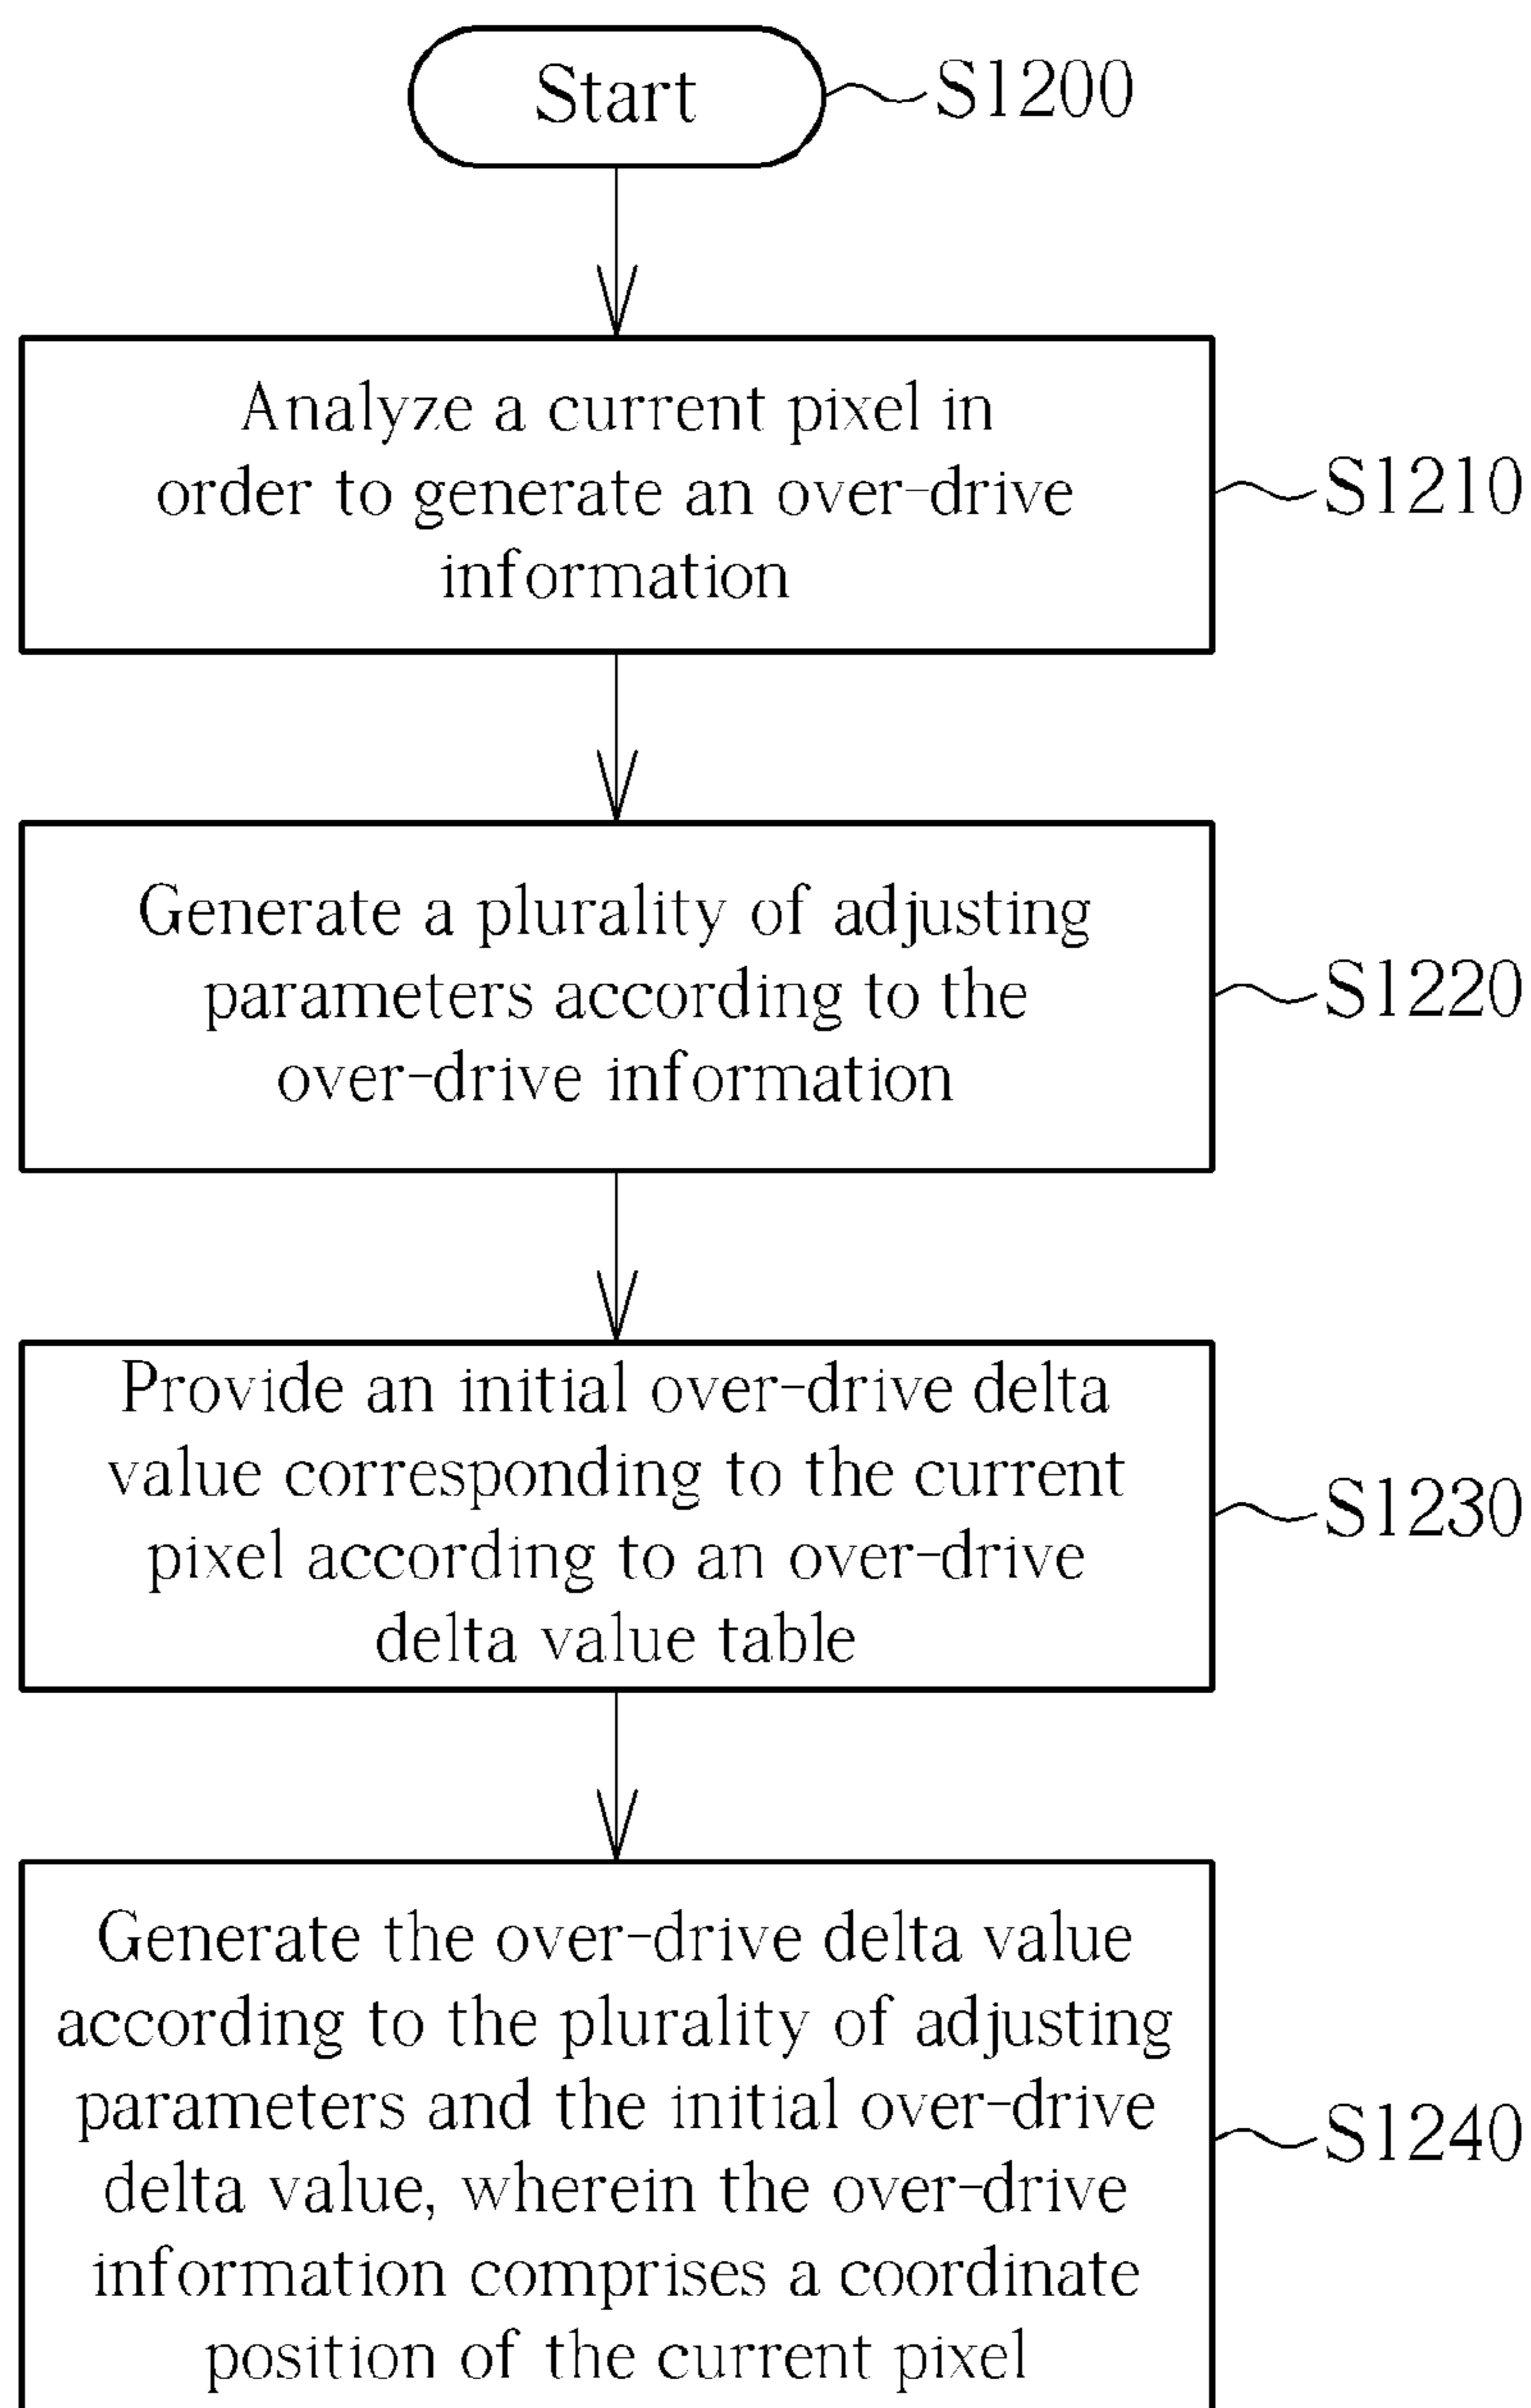 Start
S1200
Analyze a current pixel in
order to generate an over-drive
information
S1210
Generate a plurality of adjusting
parameters according to the
over-drive information
S1220
Provide an initial over-drive delta
value corresponding to the current
pixel according to an over-drive
delta value table
S1230
Generate the over-drive delta value
according to the plurality of adjusting
parameters and the initial over-drive
delta value, wherein the over-drive
information comprises a coordinate
position of the current pixel
S1240